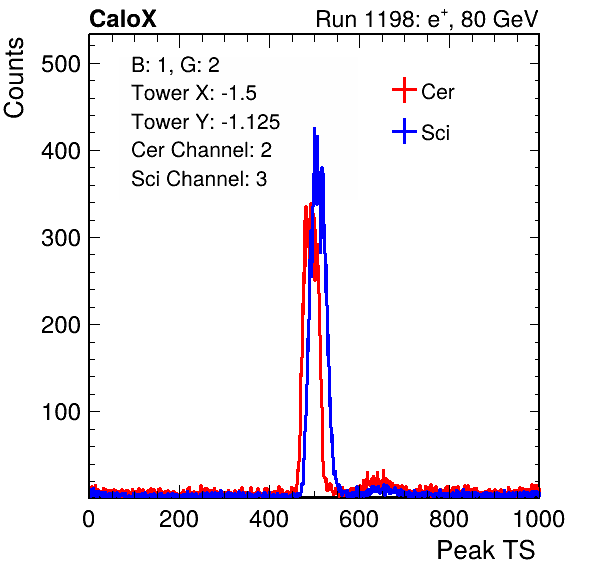 CaloX Run 1198: e⁺, 80 GeV
Counts
B: 1, G: 2
Tower X: -1.5
Tower Y: -1.125
Cer Channel: 2
Sci Channel: 3
Cer
Sci
500
400
300
200
100
0 200 400 600 800 1000
Peak TS